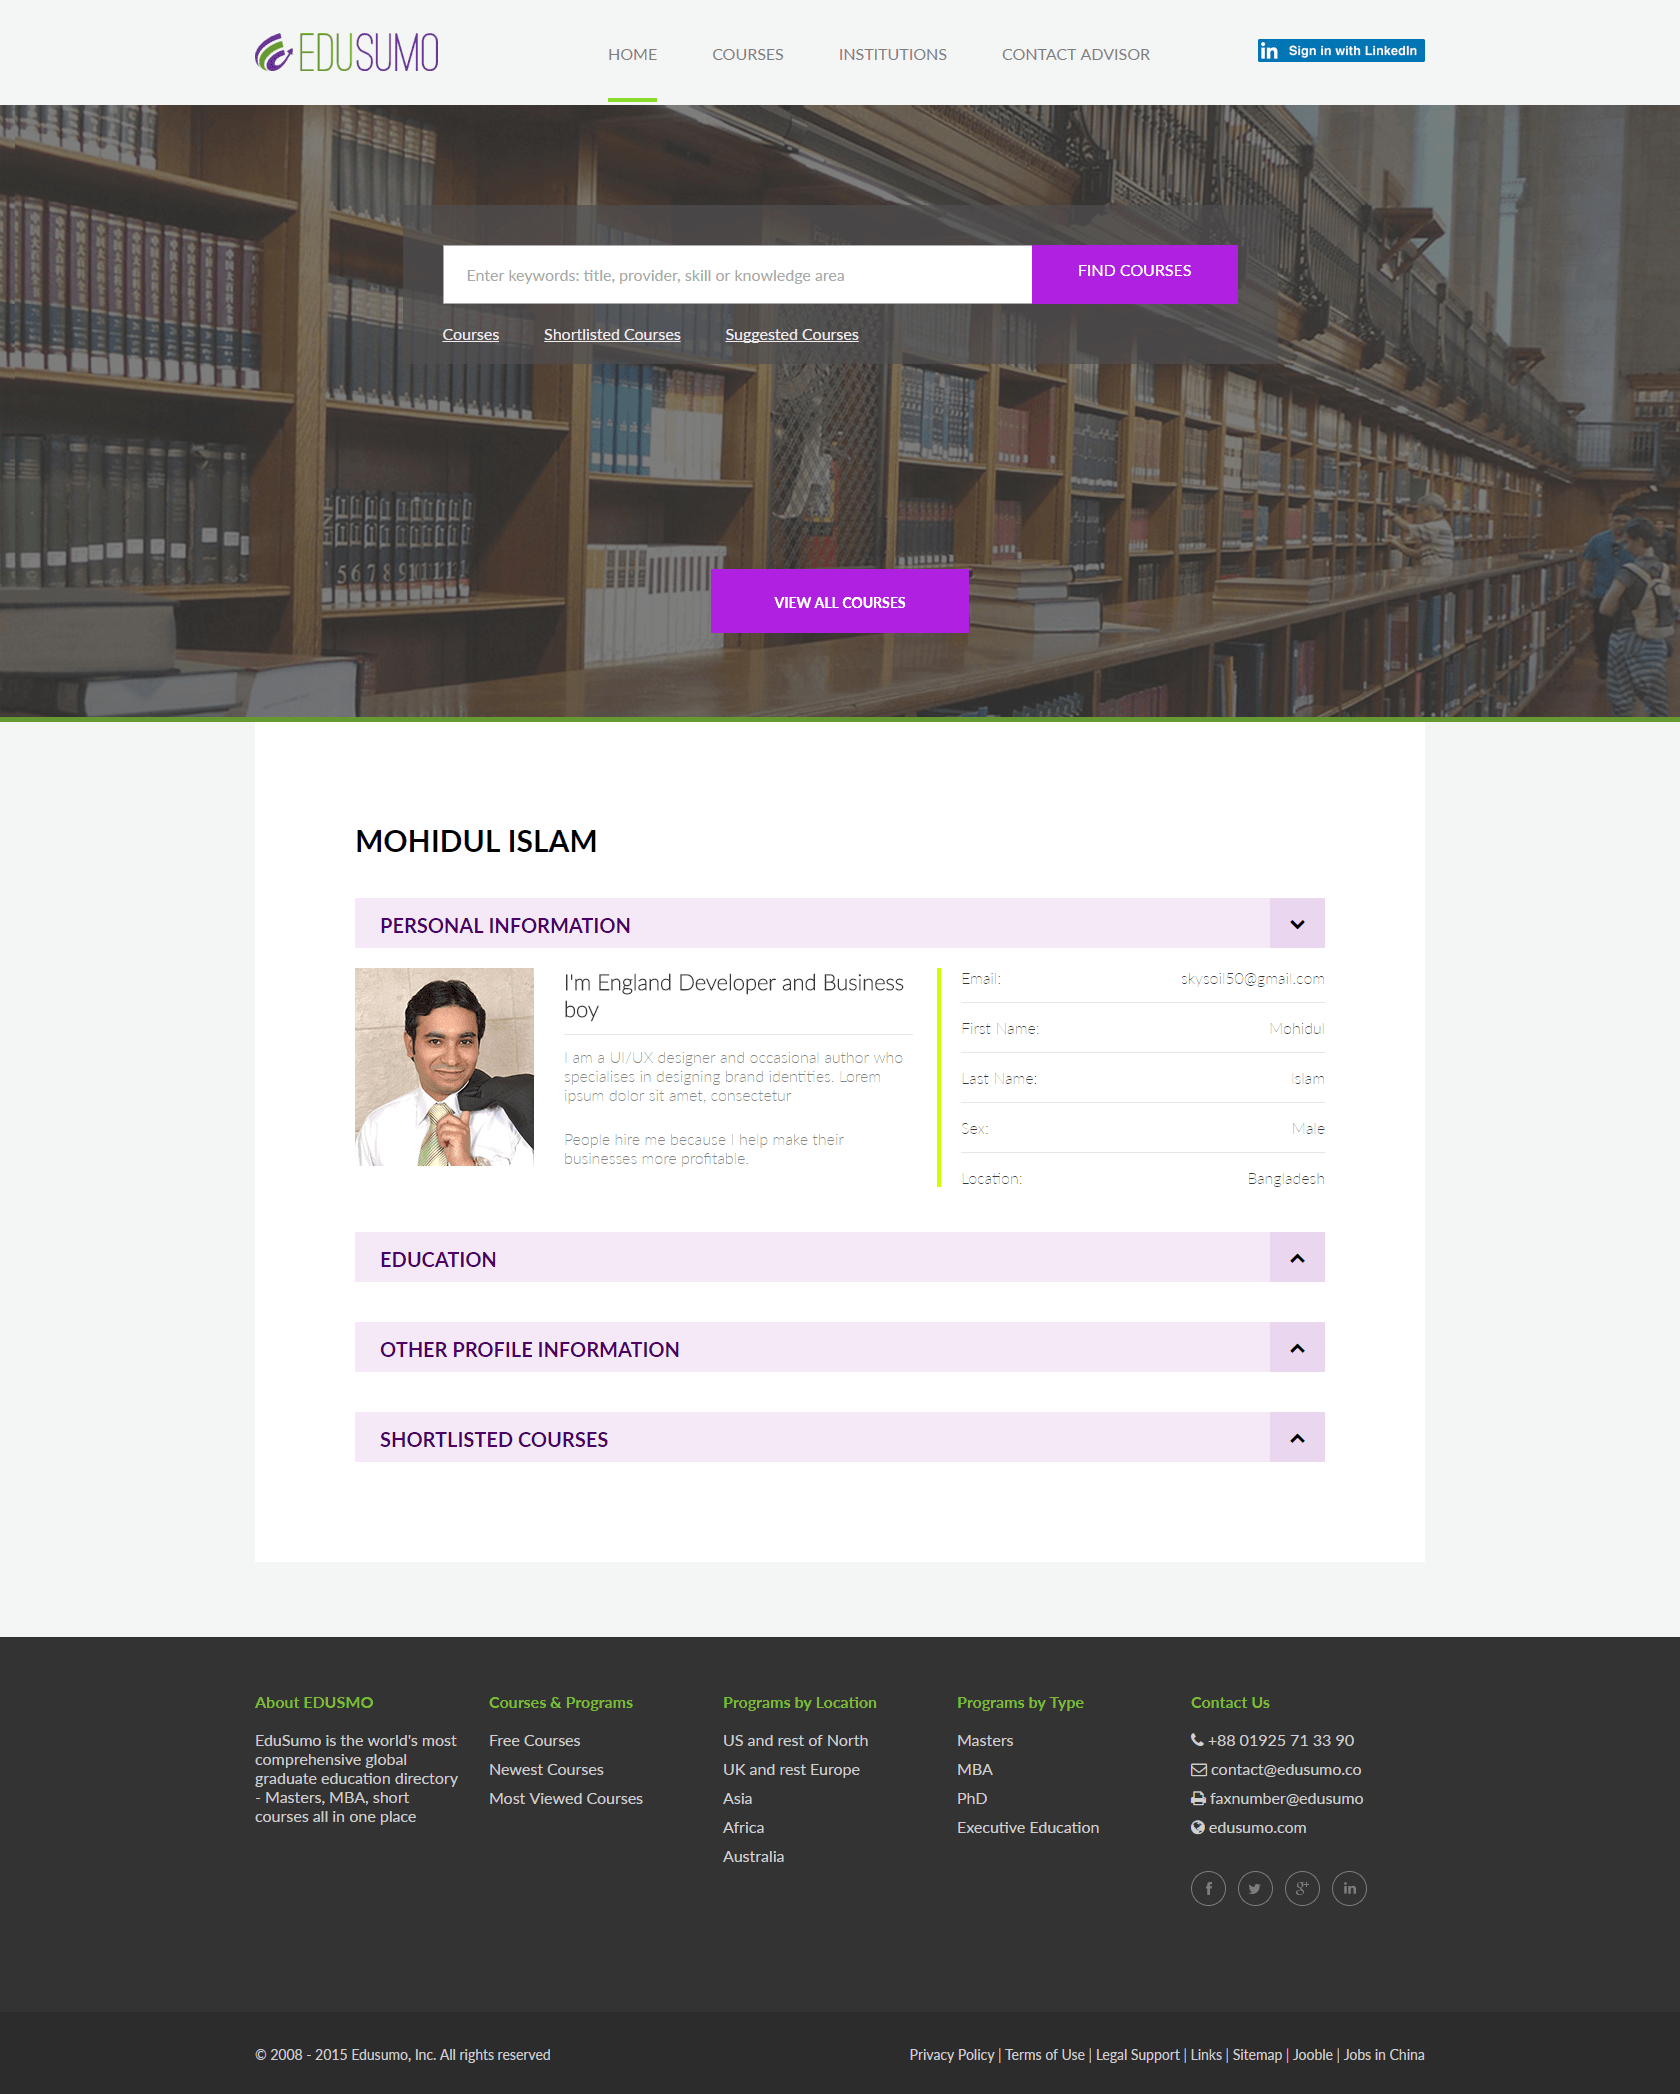 EDUSUMO
HOME
COURSES
INSTITUTIONS
CONTACT ADVISOR
in Sign in with LinkedIn
Enter keywords: title, provider, skill or knowledge area
FIND COURSES
Courses
Shortlisted Courses
Suggested Courses
VIEW ALL COURSES
MOHIDUL ISLAM
PERSONAL INFORMATION
I'm England Developer and Business
boy
I am a UI/UX designer and occasional author who
specialises in designing brand identities. Lorem
ipsum dolor sit amet, consectetur
People hire me because I help make their
businesses more profitable.
Email: skysoil50@gmail.com
First Name: Mohidul
Last Name: Islam
Sex: Male
Location: Bangladesh
EDUCATION
OTHER PROFILE INFORMATION
SHORTLISTED COURSES
About EDUSMO
EduSumo is the world's most
comprehensive global
graduate education directory
- Masters, MBA, short
courses all in one place
Courses & Programs
Free Courses
Newest Courses
Most Viewed Courses
Programs by Location
US and rest of North
UK and rest Europe
Asia
Africa
Australia
Programs by Type
Masters
MBA
PhD
Executive Education
Contact Us
+88 01925 71 33 90
contact@edusumo.co
faxnumber@edusumo
edusumo.com
© 2008 - 2015 Edusumo, Inc. All rights reserved
Privacy Policy | Terms of Use | Legal Support | Links | Sitemap | Jooble | Jobs in China